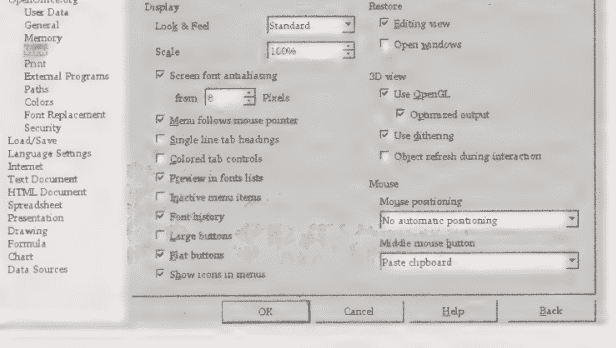 OpenOffice.org
User Data
General
Memory
View
Print
External Programs
Paths
Colors
Font Replacement
Security
Load/Save
Language Settings
Internet
Text Document
HTML Document
Spreadsheet
Presentation
Drawing
Formula
Chart
Data Sources
Display
Look & Feel Standard
Scale 100%
Screen font antialiasing
from 8 Pixels
Menu follows mouse pointer
Single line tab headings
Colored tab controls
Preview in fonts lists
Inactive menu items
Font history
Large buttons
Flat buttons
Show icons in menus
Restore
Editing view
Open windows
3D view
Use OpenGL
Optimized output
Use dithering
Object refresh during interaction
Mouse
Mouse positioning
No automatic positioning
Middle mouse button
Paste clipboard
OK Cancel Help Back